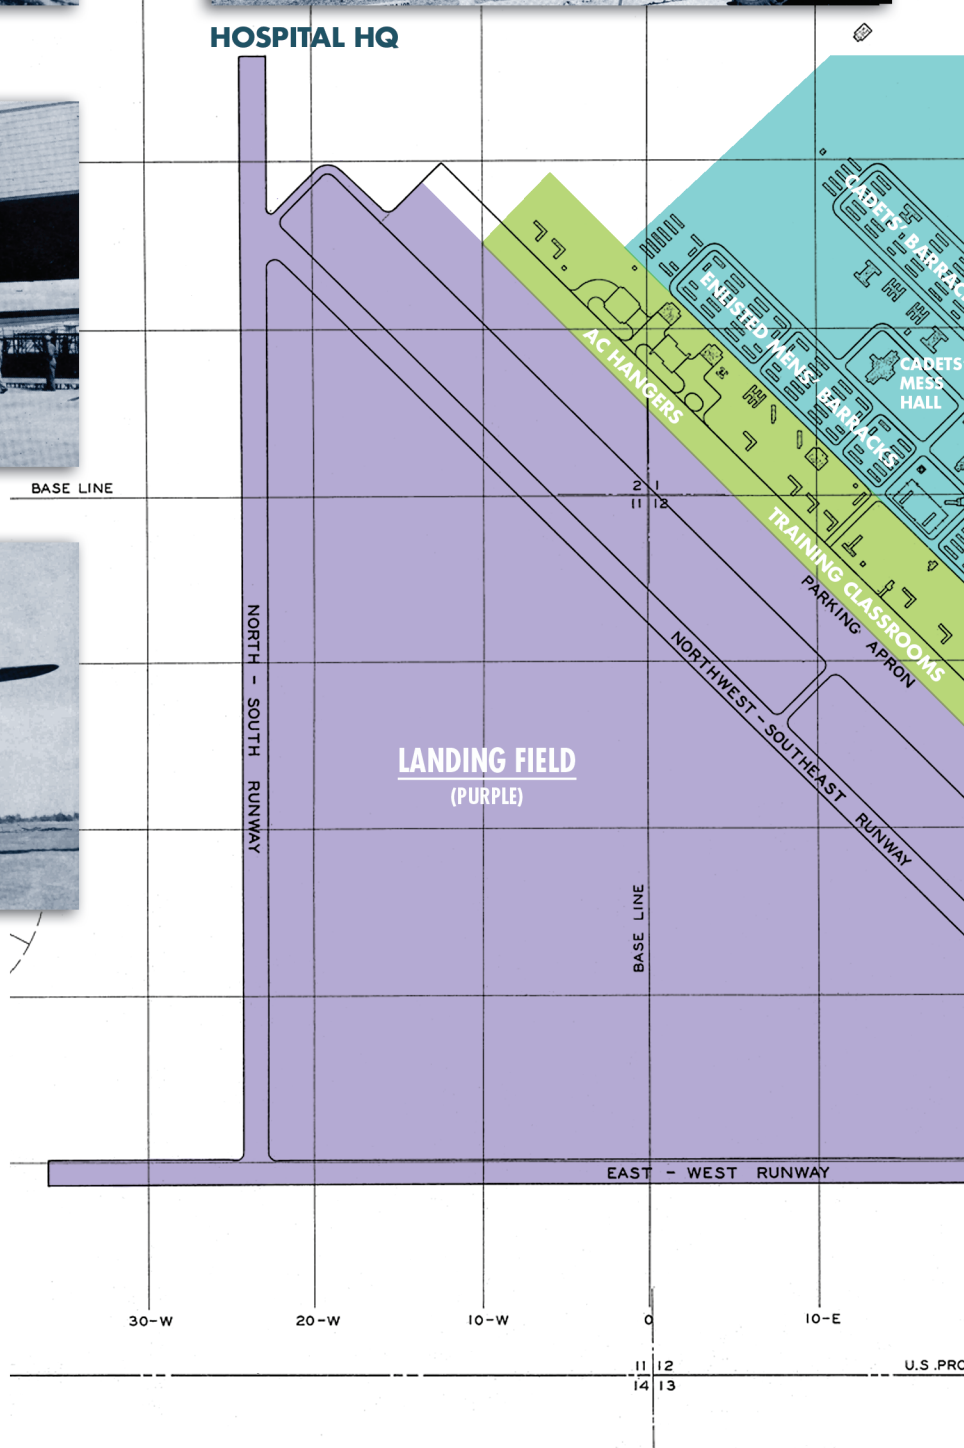 HOSPITAL HQ
CADETS' BARRAC
ENLISTED MENS' BARRACKS
CADETS
MESS
HALL
AC HANGERS
BASE LINE
2 1
11 12
TRAINING CLASSROOMS
PARKING APRON
NORTH - SOUTH RUNWAY
NORTHWEST - SOUTHEAST RUNWAY
LANDING FIELD
(PURPLE)
BASE LINE
EAST - WEST RUNWAY
30-W
20-W
10-W
0
10-E
11 12
U.S. PRO
14 13